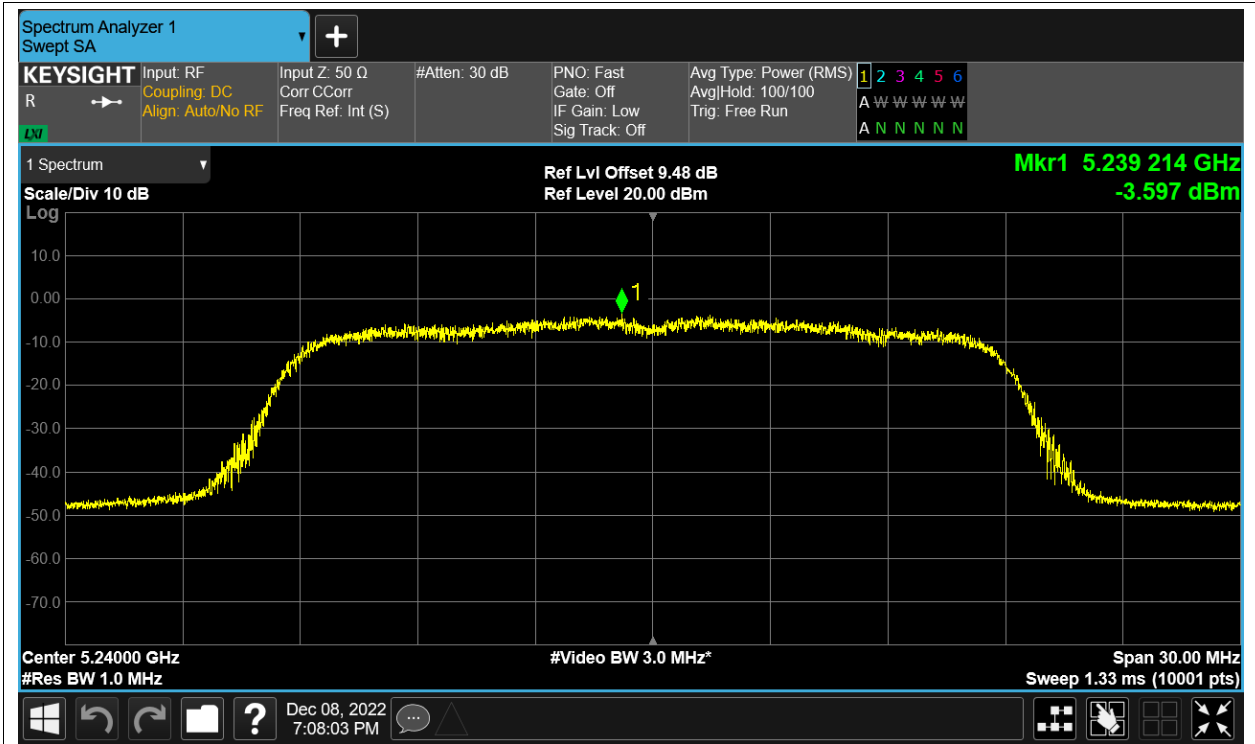 Spectrum Analyzer 1
Swept SA
KEYSIGHT
R
LXI
Input: RF
Coupling: DC
Align: Auto/No RF
Input Z: 50 Ω
Corr CCorr
Freq Ref: Int (S)
#Atten: 30 dB
PNO: Fast
Gate: Off
IF Gain: Low
Sig Track: Off
Avg Type: Power (RMS)
Avg|Hold: 100/100
Trig: Free Run
1 2 3 4 5 6
A W W W W W
A N N N N N
1 Spectrum
Scale/Div 10 dB
Log
Ref Lvl Offset 9.48 dB
Ref Level 20.00 dBm
Mkr1 5.239 214 GHz
-3.597 dBm
10.0
0.00
-10.0
-20.0
-30.0
-40.0
-50.0
-60.0
-70.0
1
Center 5.24000 GHz
#Res BW 1.0 MHz
#Video BW 3.0 MHz*
Span 30.00 MHz
Sweep 1.33 ms (10001 pts)
?
Dec 08, 2022
7:08:03 PM